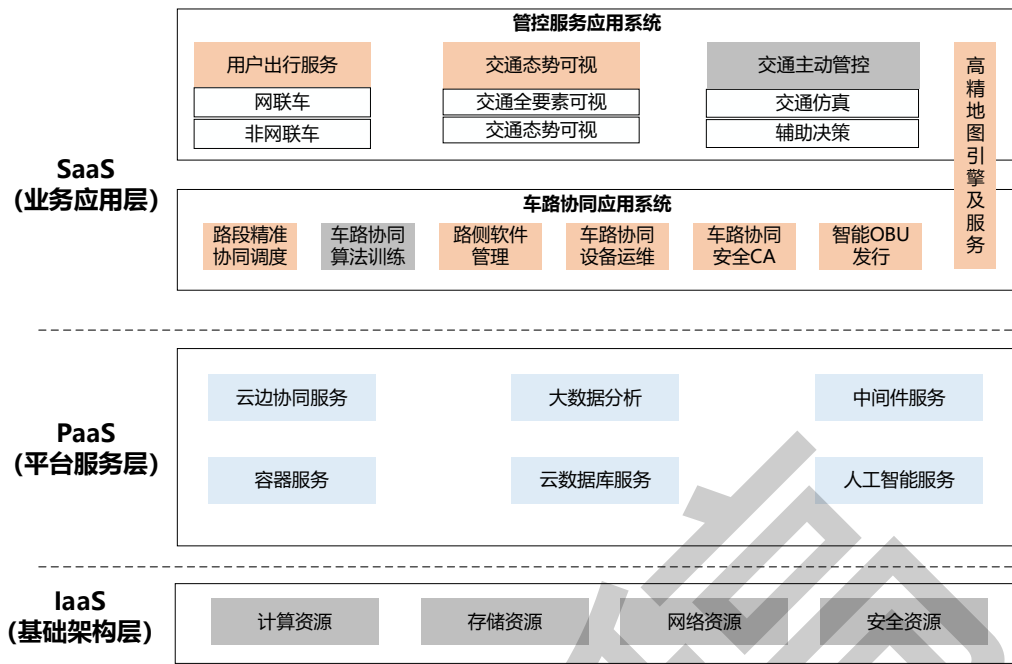 管控服务应用系统
用户出行服务
网联车
非网联车
交通态势可视
交通全要素可视
交通态势可视
交通主动管控
交通仿真
辅助决策
高精地图引擎及服务
SaaS
(业务应用层)
车路协同应用系统
路段精准
协同调度
车路协同
算法训练
路侧软件
管理
车路协同
设备运维
车路协同
安全CA
智能OBU
发行
PaaS
(平台服务层)
云边协同服务
大数据分析
中间件服务
容器服务
云数据库服务
人工智能服务
IaaS
(基础架构层)
计算资源
存储资源
网络资源
安全资源